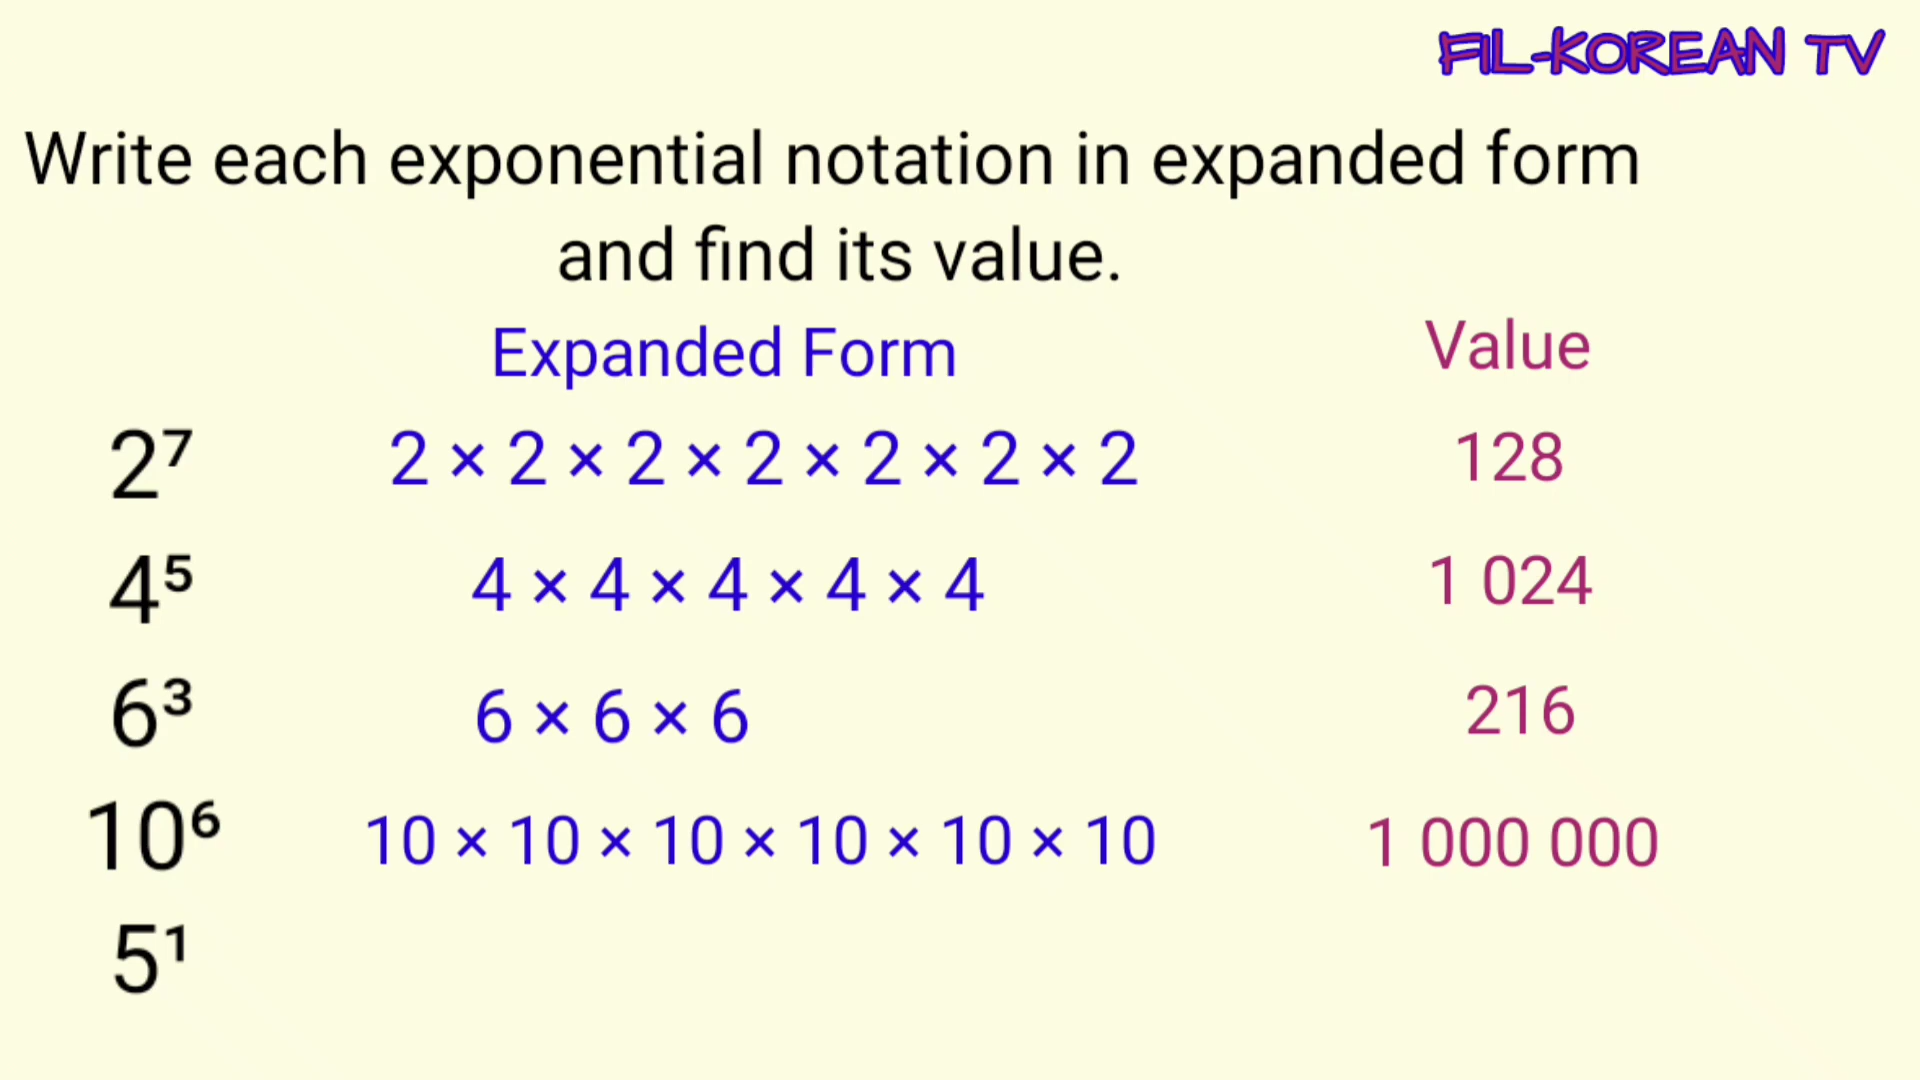 FIL-KOREAN TV
Write each exponential notation in expanded form
and find its value.
Expanded Form Value
2⁷ 2 × 2 × 2 × 2 × 2 × 2 × 2 128
4⁵ 4 × 4 × 4 × 4 × 4 1 024
6³ 6 × 6 × 6 216
10⁶ 10 × 10 × 10 × 10 × 10 × 10 1 000 000
5¹